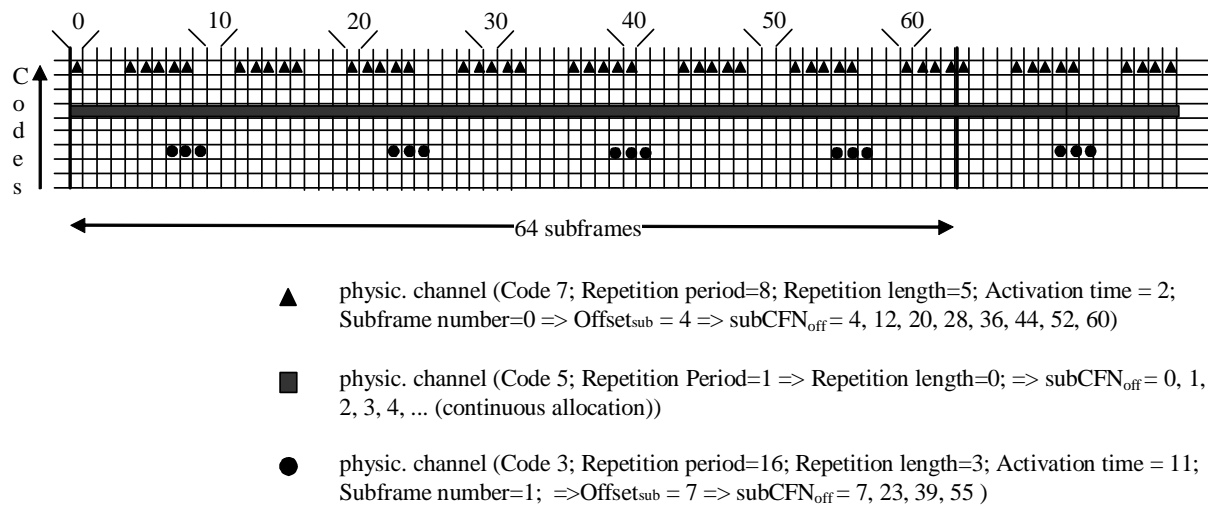 0 10 20 30 40 50 60
C
o
d
e
s
64 subframes
physic. channel (Code 7; Repetition period=8; Repetition length=5; Activation time = 2;
Subframe number=0 => Offsetsub = 4 => subCFNoff = 4, 12, 20, 28, 36, 44, 52, 60)
physic. channel (Code 5; Repetition Period=1 => Repetition length=0; => subCFNoff = 0, 1,
2, 3, 4, ... (continuous allocation))
physic. channel (Code 3; Repetition period=16; Repetition length=3; Activation time = 11;
Subframe number=1; =>Offsetsub = 7 => subCFNoff = 7, 23, 39, 55 )